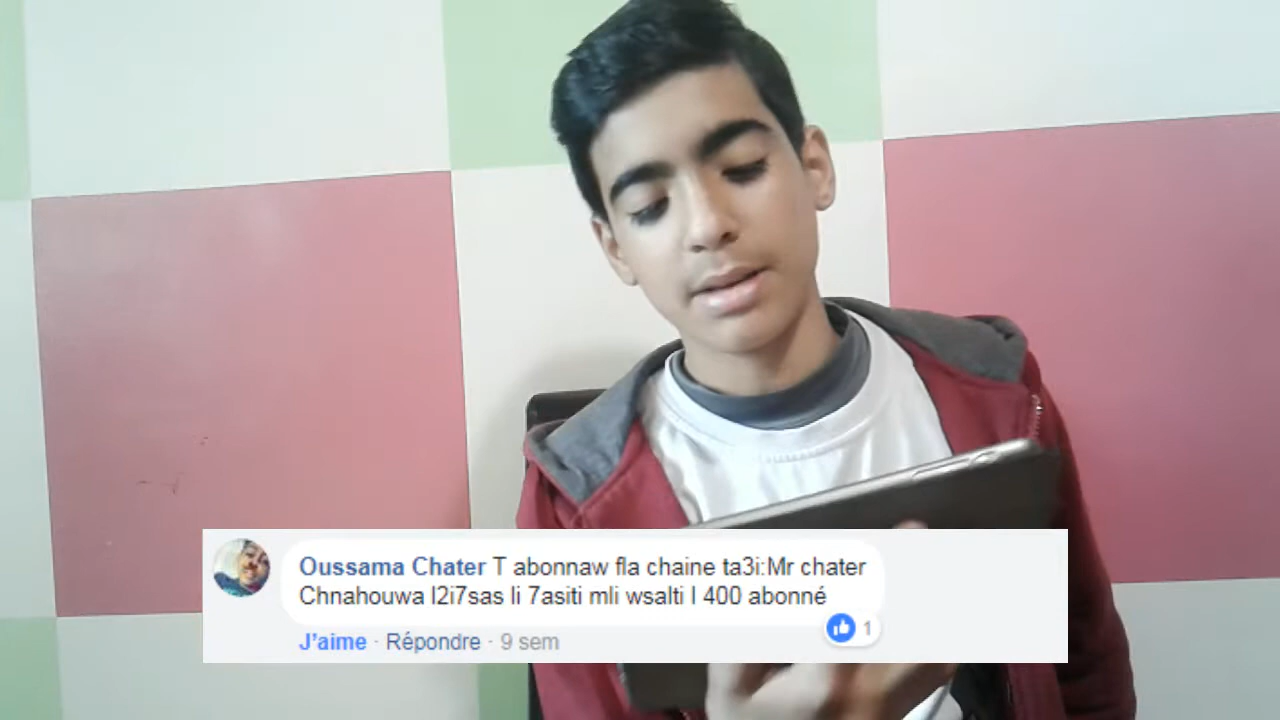 Oussama Chater T abonnaw fla chaine ta3i:Mr chater
Chnahouwa l2i7sas li 7asiti mli wsalti l 400 abonné
J'aime · Répondre · 9 sem
1